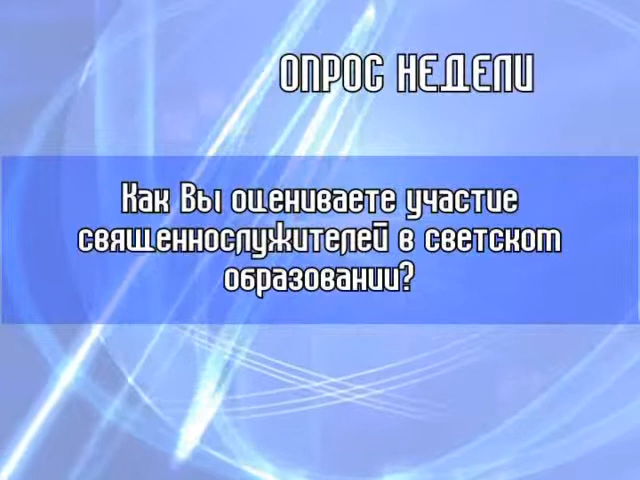 ОПРОС НЕДЕЛИ
Как Вы оцениваете участие
священнослужителей в светском
образовании?